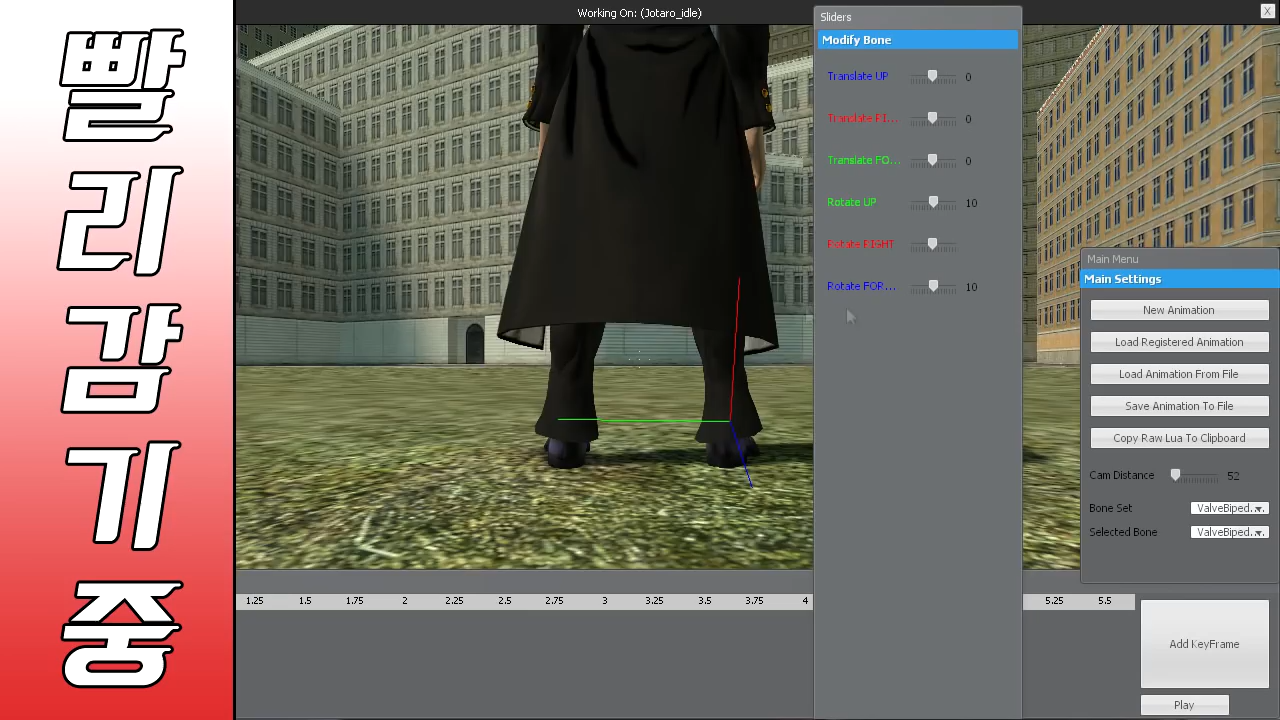 빨리감기중
Working On: (Jotaro_idle)
X
Sliders
Modify Bone
Translate UP 0
Translate RI... 0
Translate FO... 0
Rotate UP 10
Rotate RIGHT
Rotate FOR... 10
Main Menu
Main Settings
New Animation
Load Registered Animation
Load Animation From File
Save Animation To File
Copy Raw Lua To Clipboard
Cam Distance 52
Bone Set ValveBiped....
Selected Bone ValveBiped....
1.25 1.5 1.75 2 2.25 2.5 2.75 3 3.25 3.5 3.75 4 5.25 5.5
Add KeyFrame
Play